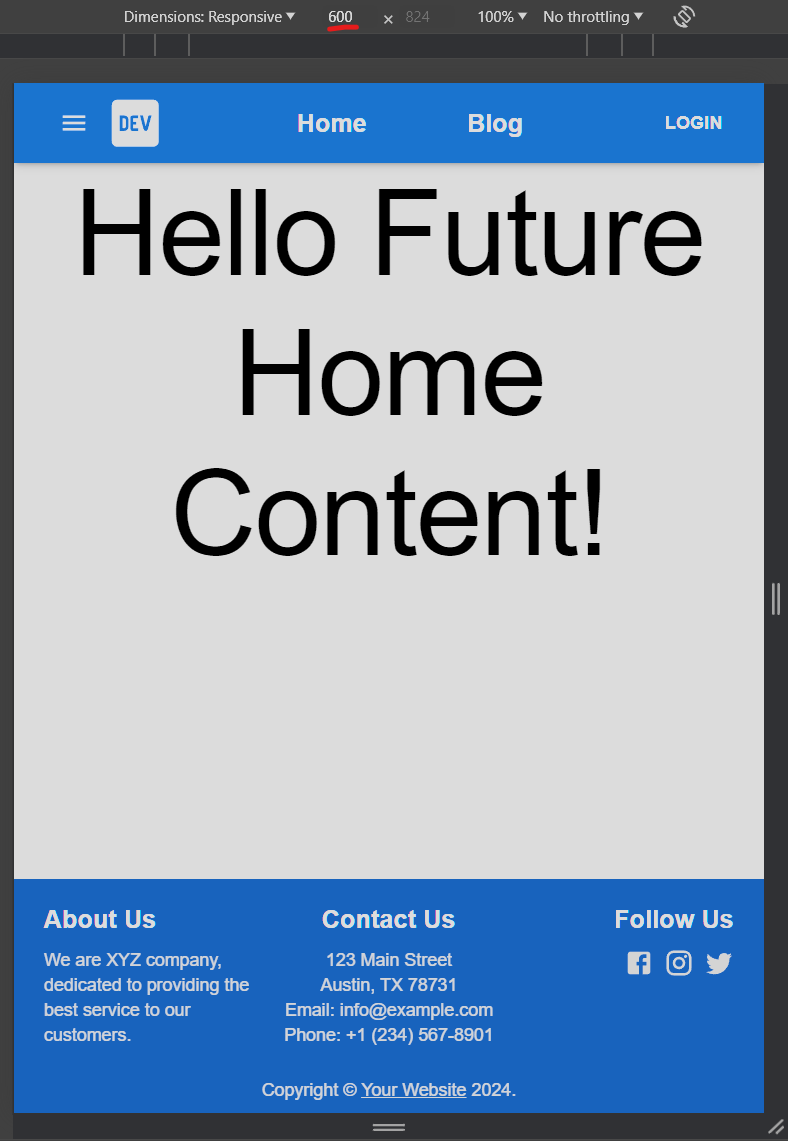 Dimensions: Responsive ▼ 600 × 824 100% ▼ No throttling ▼
DEV Home Blog LOGIN
Hello Future
Home
Content!
About Us
We are XYZ company,
dedicated to providing the
best service to our
customers.
Contact Us
123 Main Street
Austin, TX 78731
Email: info@example.com
Phone: +1 (234) 567-8901
Follow Us
Copyright © Your Website 2024.